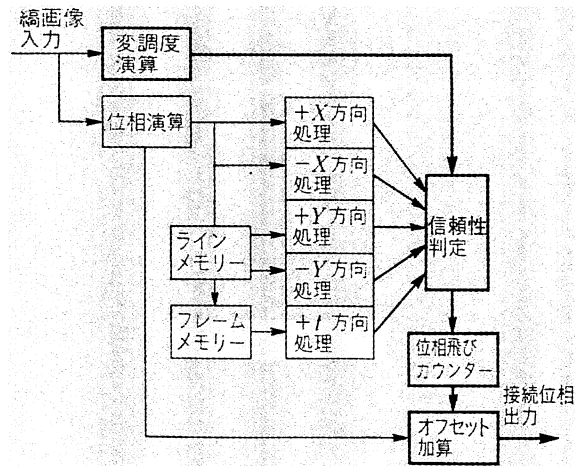 縞画像
入力
変調度
演算
位相演算
+X方向
処理
-X方向
処理
+Y方向
処理
-Y方向
処理
+t方向
処理
ライン
メモリー
フレーム
メモリー
信頼性
判定
位相飛び
カウンター
接続位相
出力
オフセット
加算